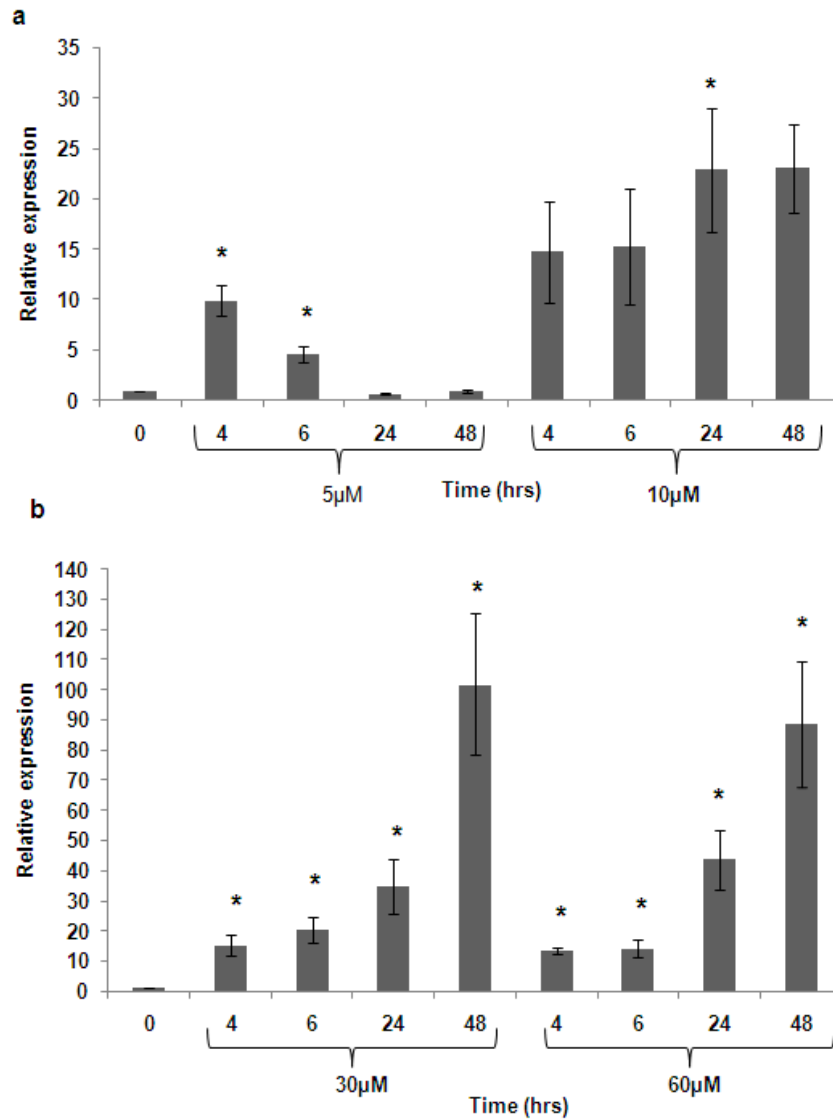 a
35
30
25
20
15
10
5
0
Relative expression
* * *
0 4 6 24 48 4 6 24 48
5µM Time (hrs) 10µM
b
140
130
120
110
100
90
80
70
60
50
40
30
20
10
0
Relative expression
* * * * * * * *
0 4 6 24 48 4 6 24 48
30µM 60µM
Time (hrs)